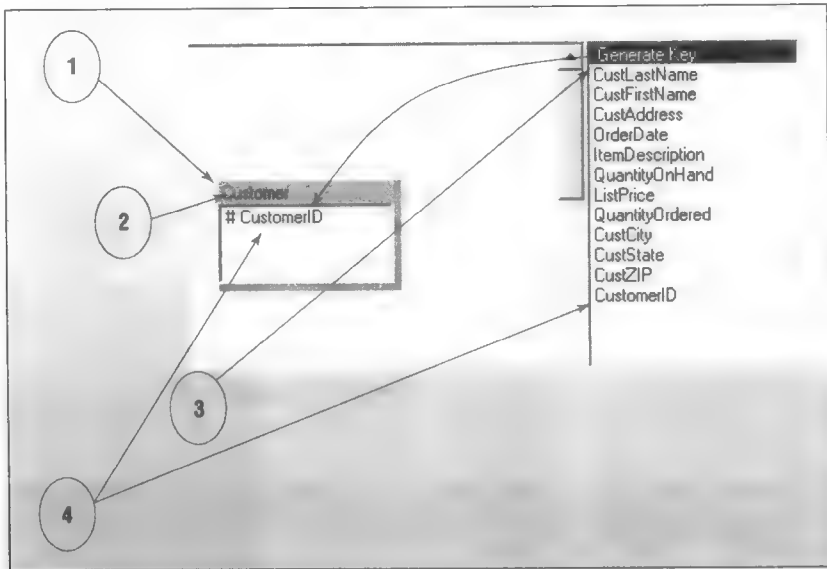 1
Generate Key
CustLastName
CustFirstName
CustAddress
OrderDate
ItemDescription
QuantityOnHand
ListPrice
QuantityOrdered
CustCity
CustState
CustZIP
CustomerID
Customer
# CustomerID
2
3
4